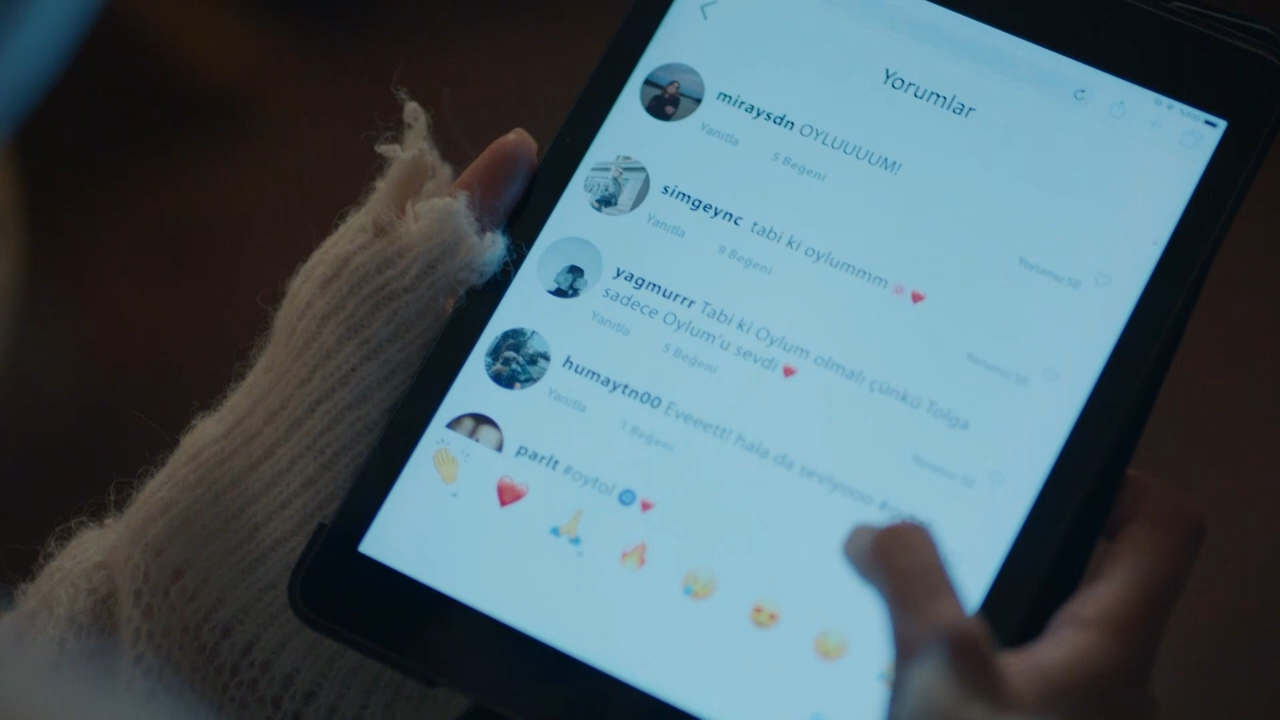 Yorumlar
miraysdn OYLUUUUM!
Yanıtla 5 Beğeni
simgeync tabi ki oylummm
Yanıtla 9 Beğeni
yagmurrr Tabi ki Oylum olmalı çünkü Tolga
sadece Oylum'u sevdi
Yanıtla 5 Beğeni
humaytn00 Eveeett! hala da seviyooo
Yanıtla 1 Beğeni
parlt #oytol